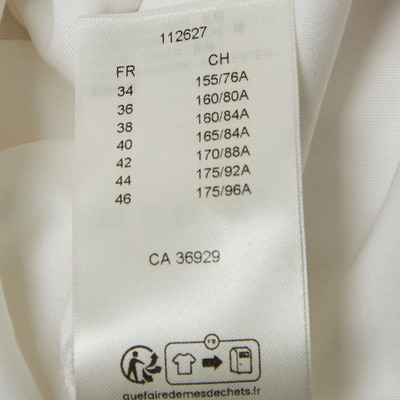 112627
FR CH
34 155/76A
36 160/80A
38 160/84A
40 165/84A
42 170/88A
44 175/92A
46 175/96A
CA 36929
quefairedemesdechets.fr